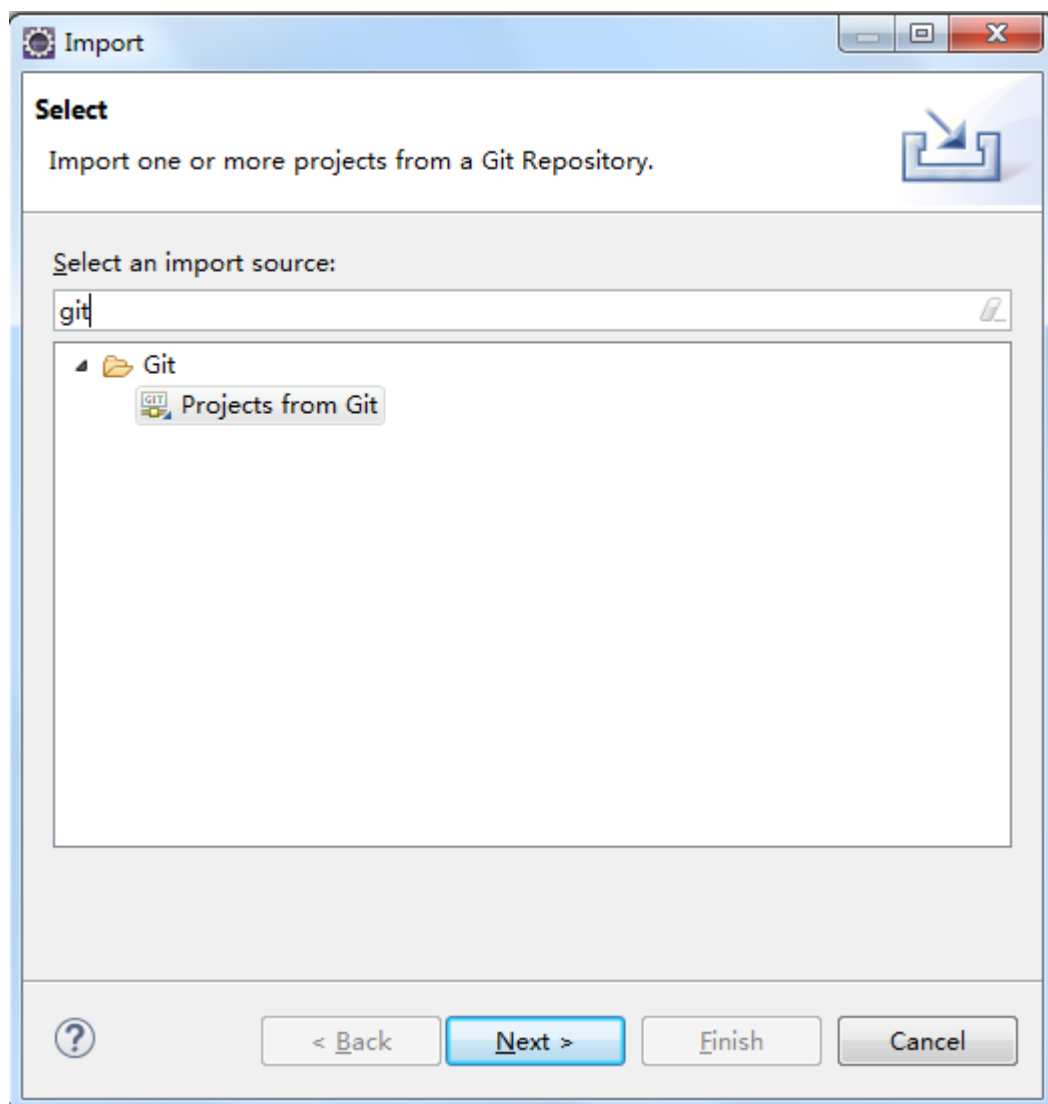 Import
Select
Import one or more projects from a Git Repository.
Select an import source:
git
Git
GIT Projects from Git
? < Back Next > Finish Cancel